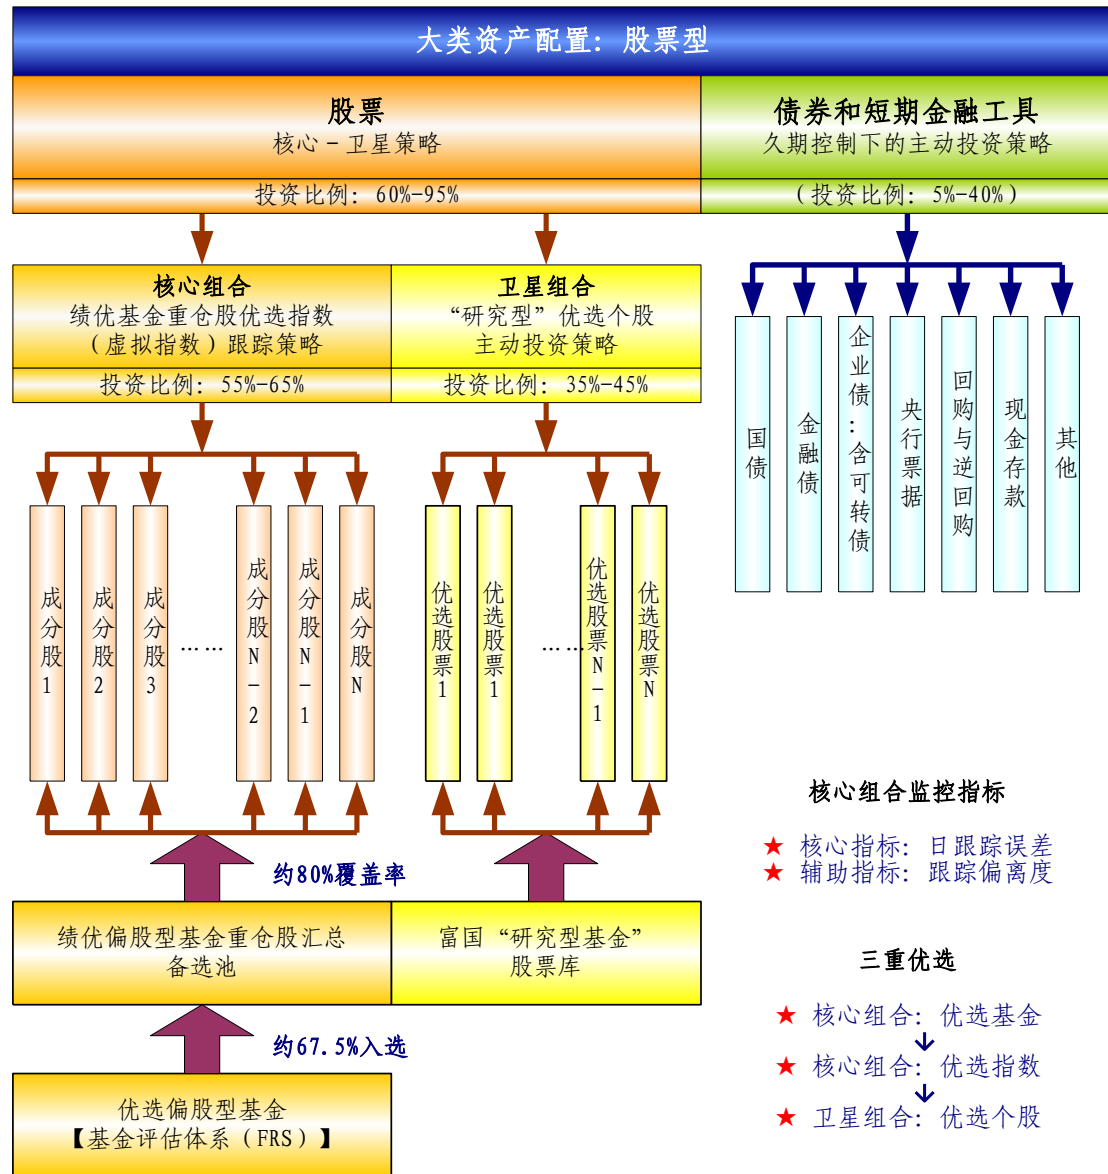 大类资产配置：股票型
股票
核心－卫星策略
投资比例：60%-95%
债券和短期金融工具
久期控制下的主动投资策略
（投资比例：5%-40%）
核心组合
绩优基金重仓股优选指数
（虚拟指数）跟踪策略
投资比例：55%-65%
卫星组合
“研究型”优选个股
主动投资策略
投资比例：35%-45%
国债
金融债
企业债：含可转债
央行票据
回购与逆回购
现金存款
其他
成分股1
成分股2
成分股3
……
成分股N-2
成分股N-1
成分股N
优选股票1
优选股票1
……
优选股票N-1
优选股票N
约80%覆盖率
绩优偏股型基金重仓股汇总
备选池
富国“研究型基金”
股票库
约67.5%入选
优选偏股型基金
【基金评估体系（FRS）】
核心组合监控指标
★ 核心指标：日跟踪误差
★ 辅助指标：跟踪偏离度
三重优选
★ 核心组合：优选基金
★ 核心组合：优选指数
★ 卫星组合：优选个股